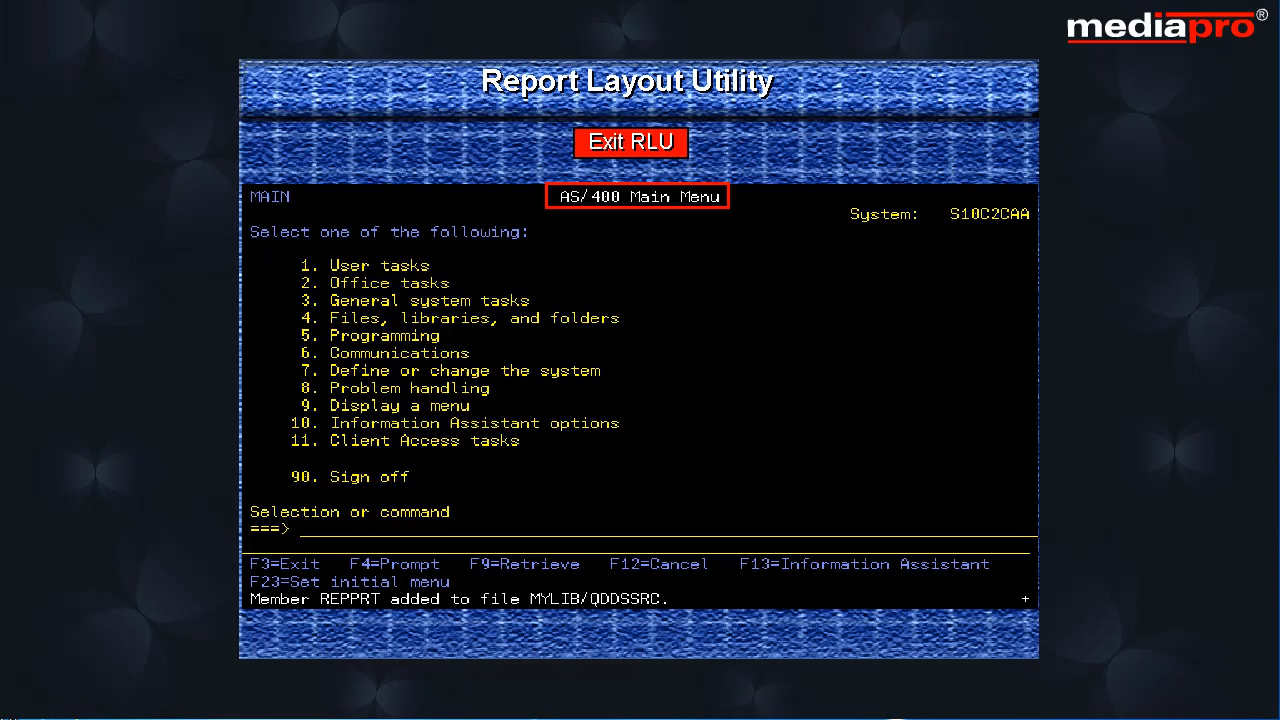 mediapro®
Report Layout Utility
Exit RLU
MAIN AS/400 Main Menu
System: S10C2CAA
Select one of the following:
1. User tasks
2. Office tasks
3. General system tasks
4. Files, libraries, and folders
5. Programming
6. Communications
7. Define or change the system
8. Problem handling
9. Display a menu
10. Information Assistant options
11. Client Access tasks
90. Sign off
Selection or command
===>
F3=Exit F4=Prompt F9=Retrieve F12=Cancel F13=Information Assistant
F23=Set initial menu
Member REPPRT added to file MYLIB/QDDSSRC. +